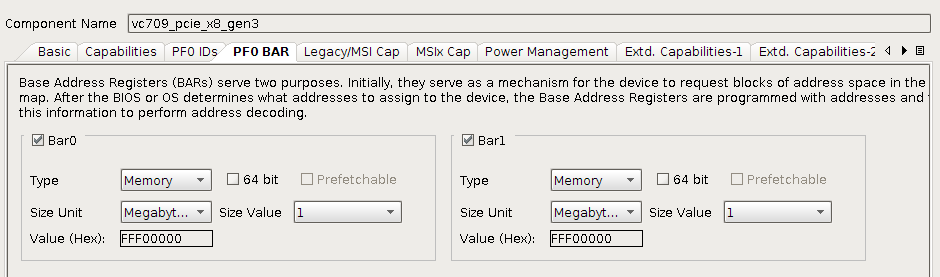 Component Name vc709_pcie_x8_gen3
Basic Capabilities PF0 IDs PF0 BAR Legacy/MSI Cap MSIx Cap Power Management Extd. Capabilities-1 Extd. Capabilities-2
Base Address Registers (BARs) serve two purposes. Initially, they serve as a mechanism for the device to request blocks of address space in the
map. After the BIOS or OS determines what addresses to assign to the device, the Base Address Registers are programmed with addresses and
this information to perform address decoding.
Bar0 Bar1
Type Memory 64 bit Prefetchable Type Memory 64 bit Prefetchable
Size Unit Megabyt... Size Value 1 Size Unit Megabyt... Size Value 1
Value (Hex): FFF00000 Value (Hex): FFF00000